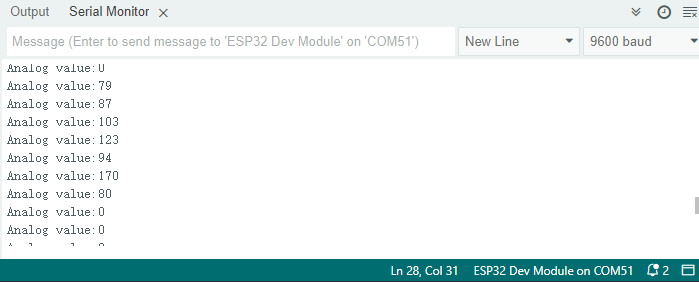 Output Serial Monitor
Message (Enter to send message to 'ESP32 Dev Module' on 'COM51') New Line 9600 baud
Analog value:0
Analog value:79
Analog value:87
Analog value:103
Analog value:123
Analog value:94
Analog value:170
Analog value:80
Analog value:0
Analog value:0
Ln 28, Col 31 ESP32 Dev Module on COM51 2